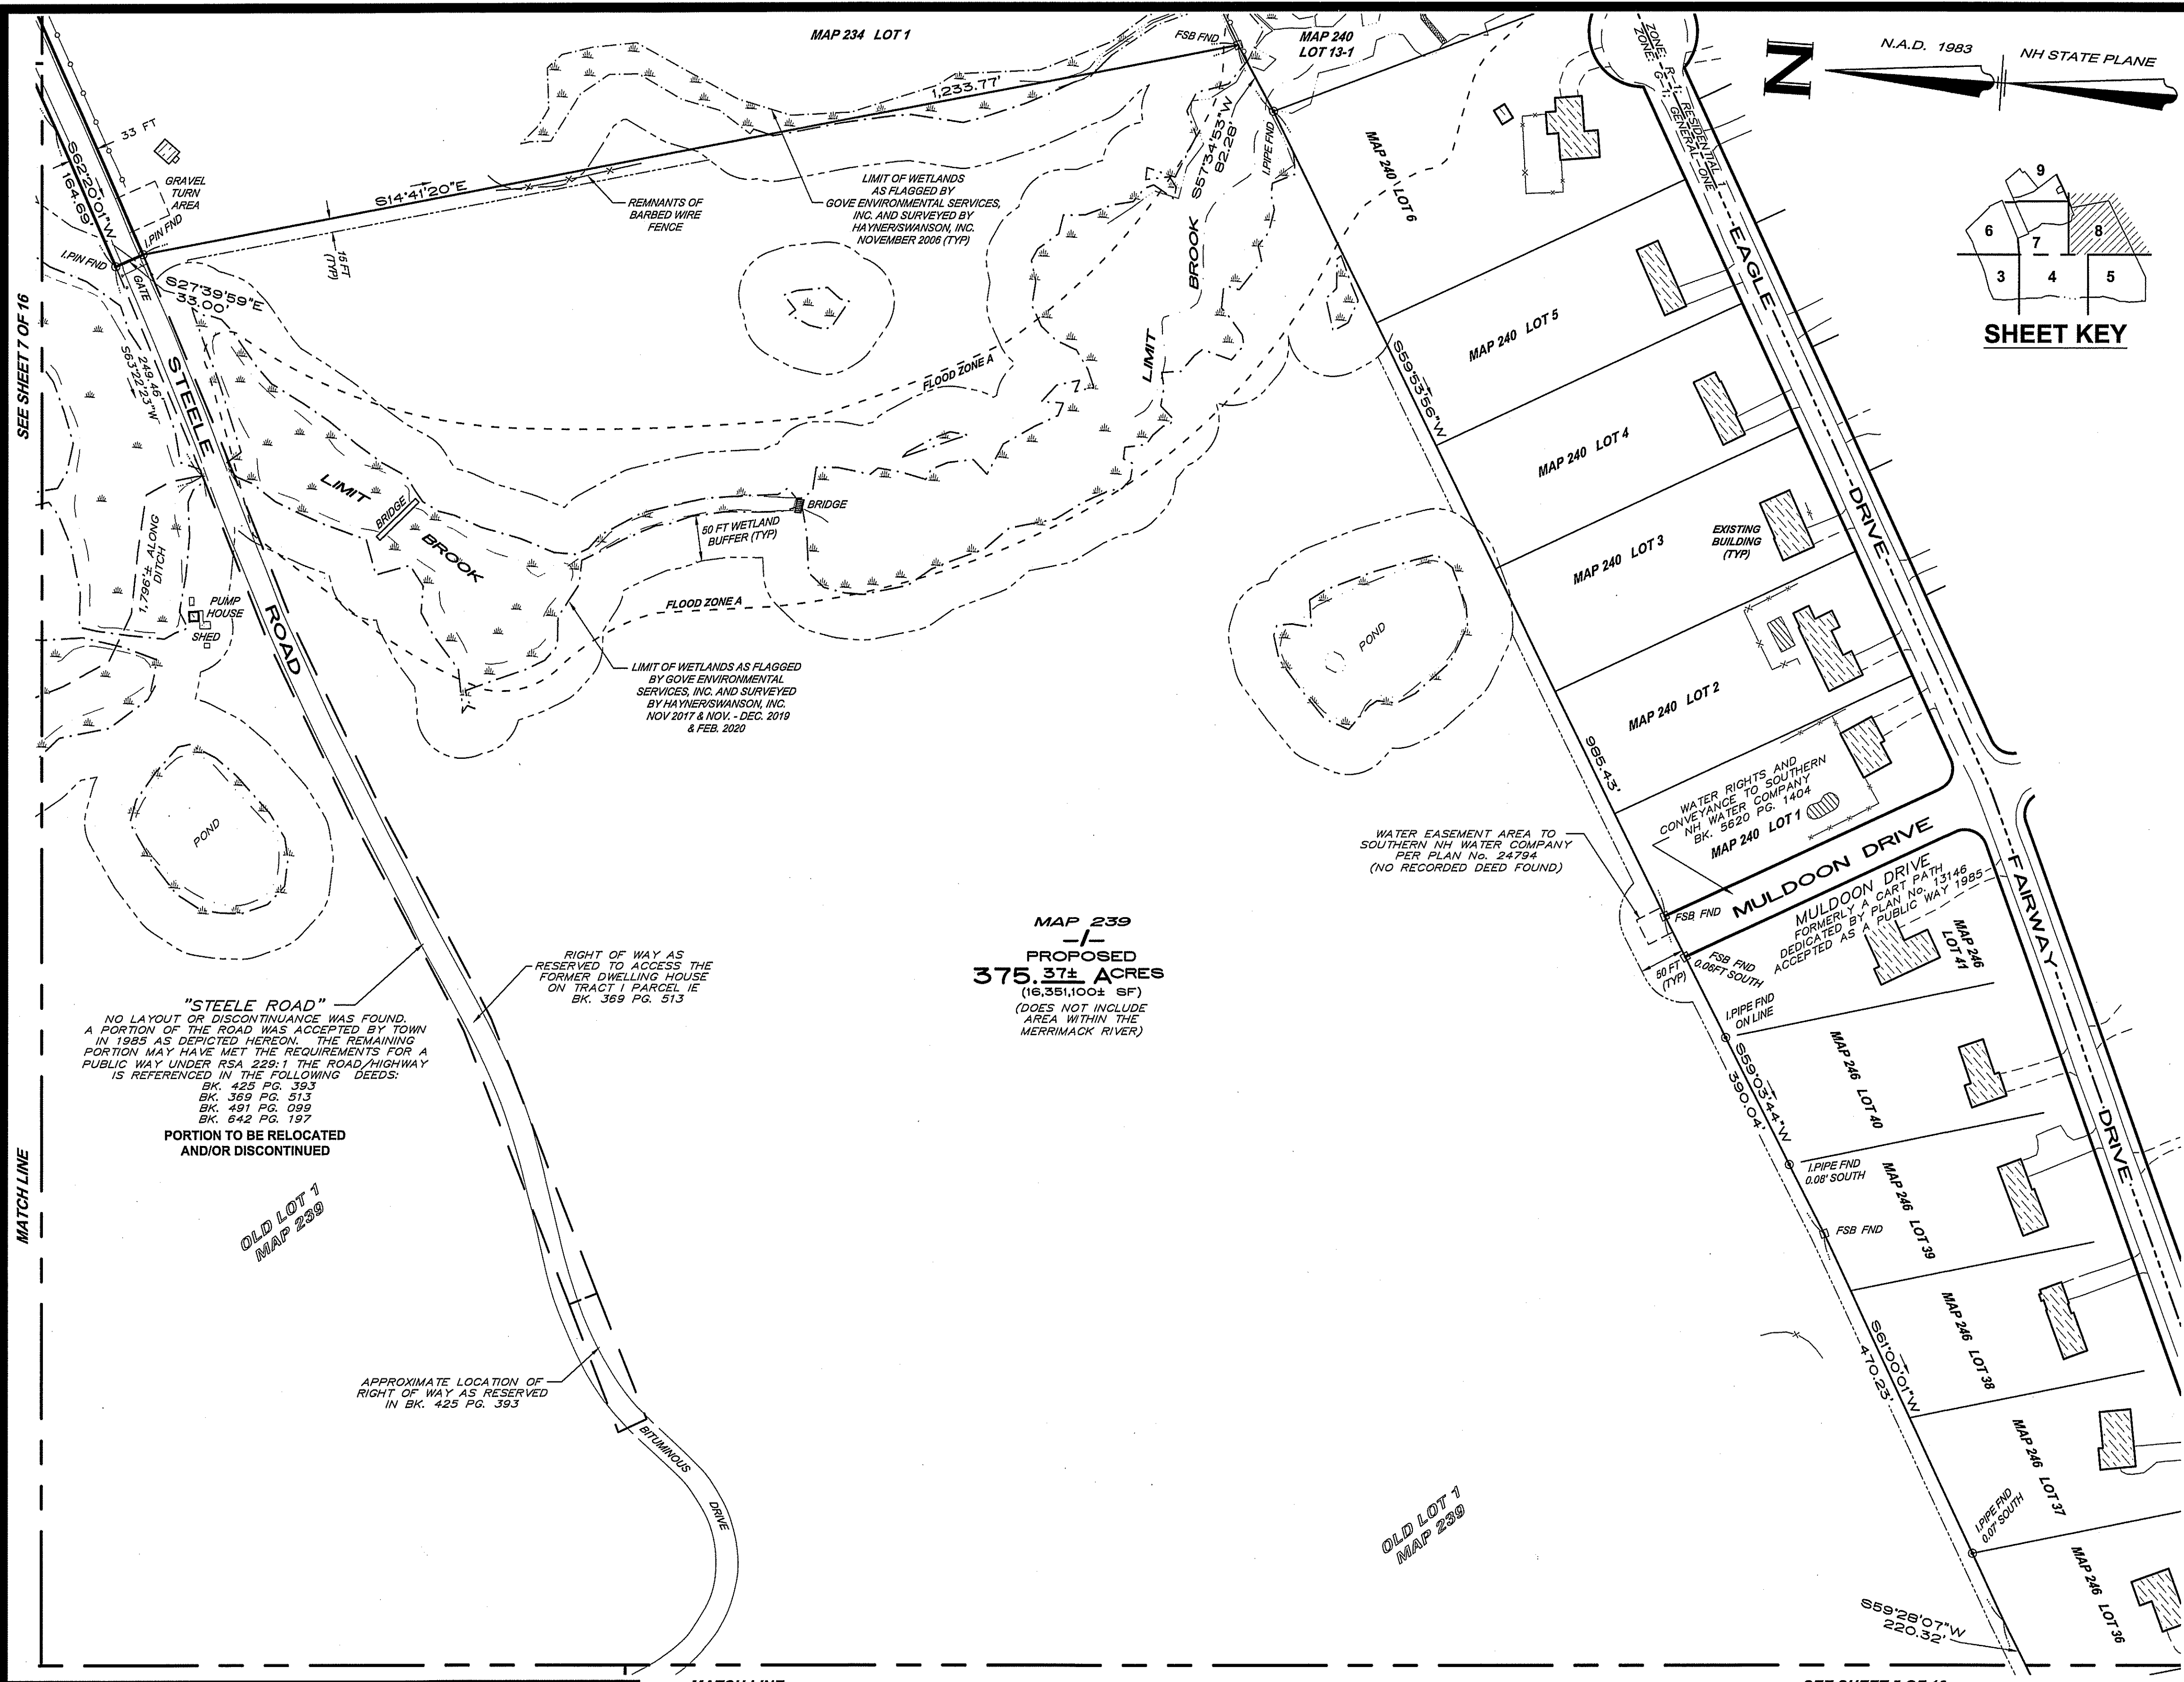 MAP 234 LOT 1
FSB FND
MAP 240
LOT 13-1
N
N.A.D. 1983
NH STATE PLANE
ZONE: R-1: RESIDENTIAL 1
ZONE: G-1: GENERAL-ONE
1,233.77'
S14°41'20"E
33 FT
GRAVEL
TURN
AREA
S62°20'01"W
164.69'
I.PIN FND
I.PIN FND
GATE
S27°39'59"E
33.00'
15 FT
(TYP)
REMNANTS OF
BARBED WIRE
FENCE
LIMIT OF WETLANDS
AS FLAGGED BY
GOVE ENVIRONMENTAL SERVICES,
INC. AND SURVEYED BY
HAYNER/SWANSON, INC.
NOVEMBER 2006 (TYP)
S57°34'53"W
82.28'
I.PIPE FND
BROOK
LIMIT
MAP 240 LOT 6
EAGLE
DRIVE
9
6
7
8
3
4
5
SHEET KEY
SEE SHEET 7 OF 16
249.46'
S63°22'23"W
STEELE
ROAD
FLOOD ZONE A
MAP 240 LOT 5
S59°53'56"W
MAP 240 LOT 4
LIMIT
BRIDGE
BROOK
BRIDGE
50 FT WETLAND
BUFFER (TYP)
1,796'± ALONG
DITCH
PUMP
HOUSE
SHED
FLOOD ZONE A
EXISTING
BUILDING
(TYP)
MAP 240 LOT 3
POND
LIMIT OF WETLANDS AS FLAGGED
BY GOVE ENVIRONMENTAL
SERVICES, INC. AND SURVEYED
BY HAYNER/SWANSON, INC.
NOV 2017 & NOV. - DEC. 2019
& FEB. 2020
MAP 240 LOT 2
985.43'
POND
WATER RIGHTS AND
CONVEYANCE TO SOUTHERN
NH WATER COMPANY
BK. 5620 PG. 1404
MAP 240 LOT 1
WATER EASEMENT AREA TO
SOUTHERN NH WATER COMPANY
PER PLAN No. 24794
(NO RECORDED DEED FOUND)
MULDOON DRIVE
FSB FND
MULDOON DRIVE
FORMERLY A CART PATH
DEDICATED BY PLAN No. 13146
ACCEPTED AS A PUBLIC WAY 1985
FAIRWAY
DRIVE
MAP 246
LOT 41
50 FT
(TYP)
FSB FND
0.06FT SOUTH
I.PIPE FND
ON LINE
MAP 239
-/-
PROPOSED
375.37± ACRES
(16,351,100± SF)
(DOES NOT INCLUDE
AREA WITHIN THE
MERRIMACK RIVER)
RIGHT OF WAY AS
RESERVED TO ACCESS THE
FORMER DWELLING HOUSE
ON TRACT I PARCEL IE
BK. 369 PG. 513
"STEELE ROAD"
NO LAYOUT OR DISCONTINUANCE WAS FOUND.
A PORTION OF THE ROAD WAS ACCEPTED BY TOWN
IN 1985 AS DEPICTED HEREON. THE REMAINING
PORTION MAY HAVE MET THE REQUIREMENTS FOR A
PUBLIC WAY UNDER RSA 229:1 THE ROAD/HIGHWAY
IS REFERENCED IN THE FOLLOWING DEEDS:
BK. 425 PG. 393
BK. 369 PG. 513
BK. 491 PG. 099
BK. 642 PG. 197
PORTION TO BE RELOCATED
AND/OR DISCONTINUED
S59°03'44"W
390.04'
MAP 246 LOT 40
I.PIPE FND
0.08' SOUTH
MAP 246 LOT 39
FSB FND
MATCH LINE
OLD LOT 1
MAP 239
MAP 246 LOT 38
S61°00'01"W
470.23'
APPROXIMATE LOCATION OF
RIGHT OF WAY AS RESERVED
IN BK. 425 PG. 393
BITUMINOUS
DRIVE
MAP 246 LOT 37
I.PIPE FND
0.07' SOUTH
OLD LOT 1
MAP 239
MAP 246 LOT 36
S59°28'07"W
220.32'